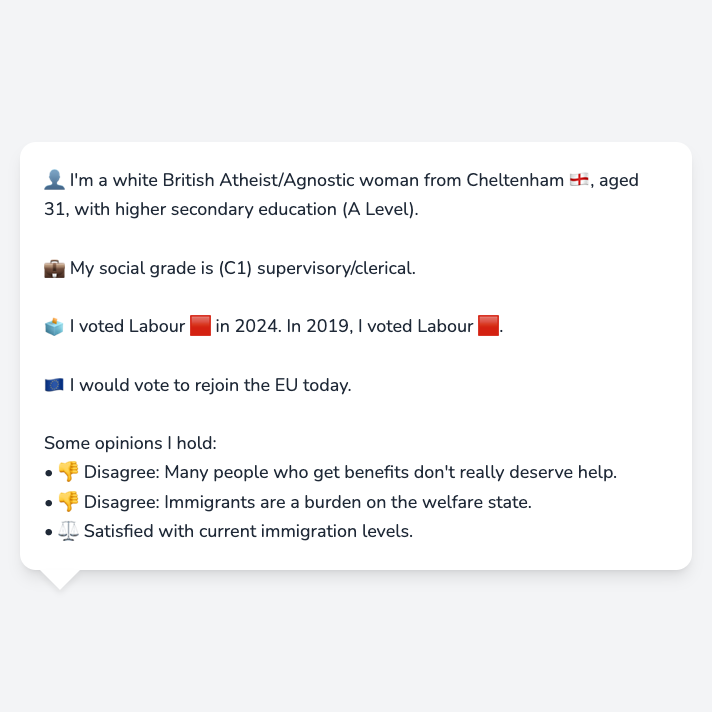 👤 I'm a white British Atheist/Agnostic woman from Cheltenham 🏴󠁧󠁢󠁥󠁮󠁧󠁿, aged
31, with higher secondary education (A Level).
💼 My social grade is (C1) supervisory/clerical.
🗳️ I voted Labour 🟥 in 2024. In 2019, I voted Labour 🟥.
🇪🇺 I would vote to rejoin the EU today.
Some opinions I hold:
• 👎 Disagree: Many people who get benefits don't really deserve help.
• 👎 Disagree: Immigrants are a burden on the welfare state.
• ⚖️ Satisfied with current immigration levels.